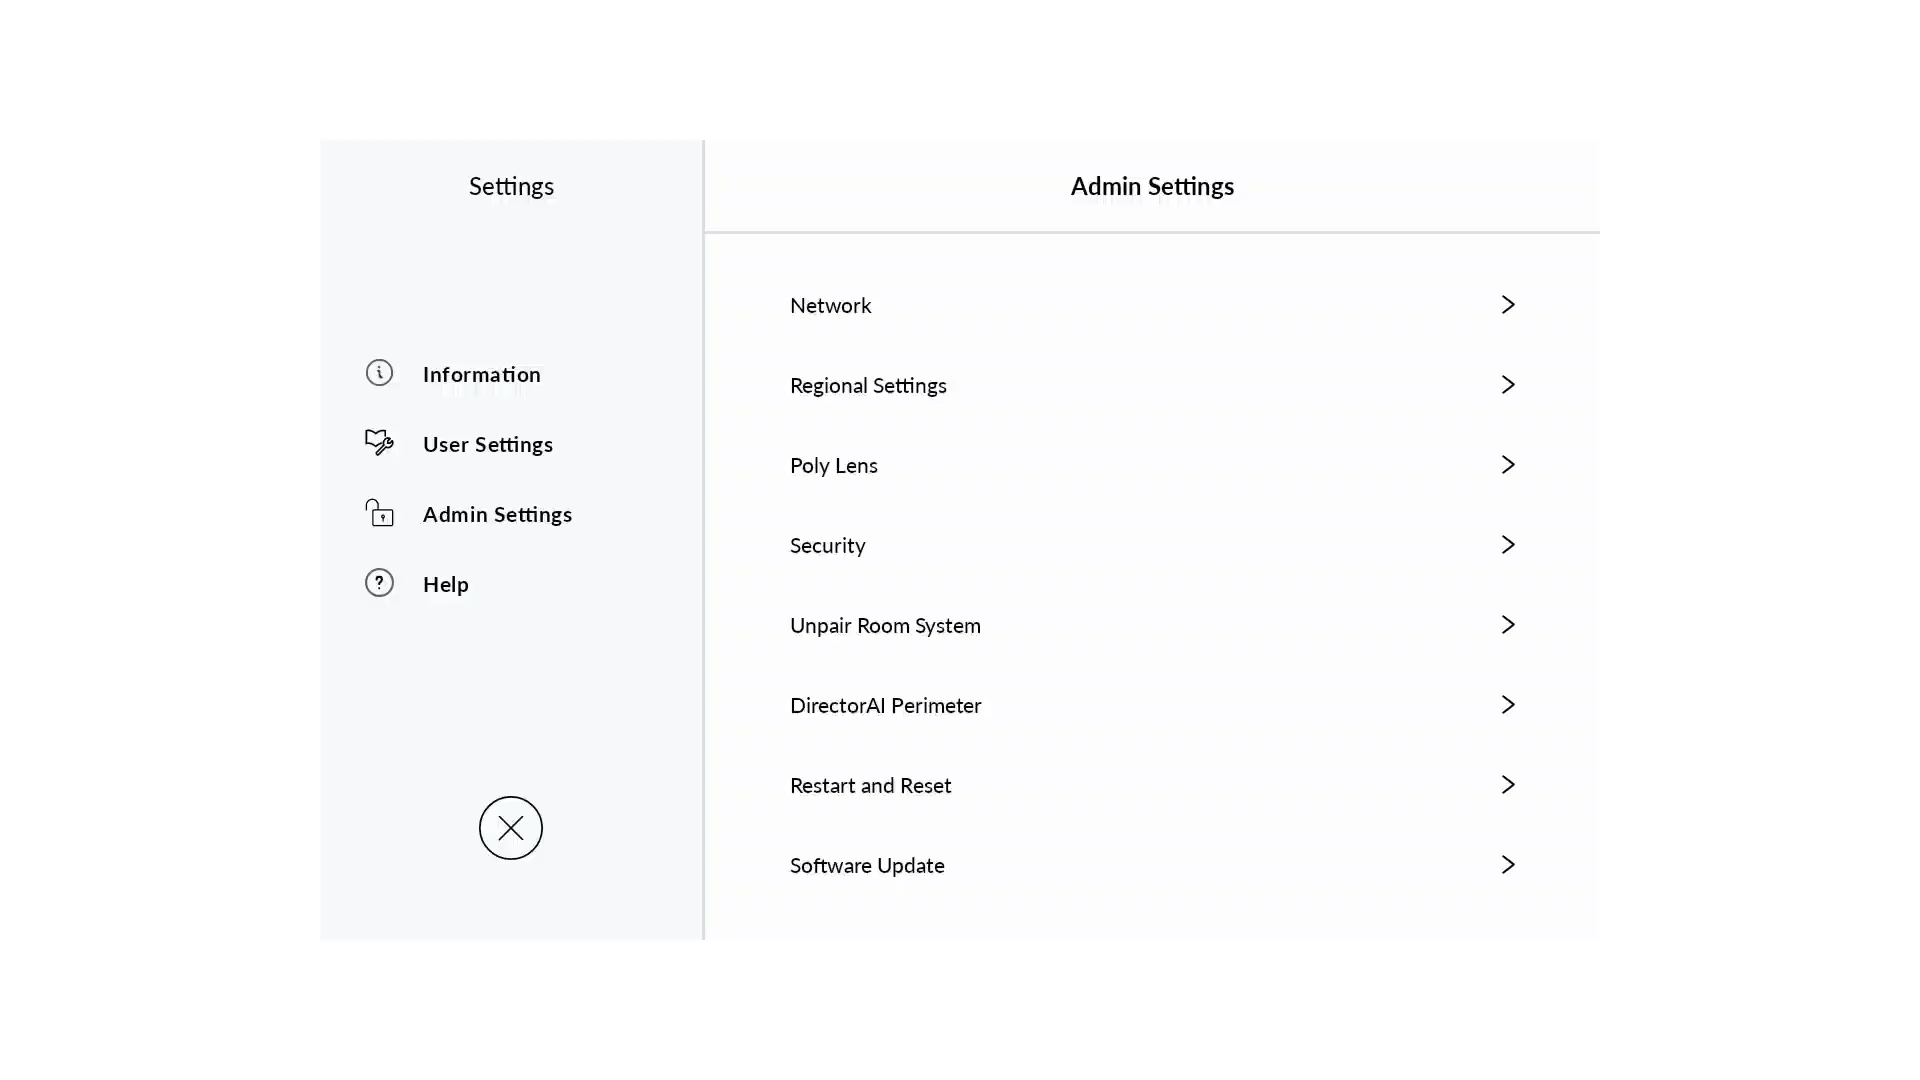 Settings
Information
User Settings
Admin Settings
Help
Admin Settings
Network
Regional Settings
Poly Lens
Security
Unpair Room System
DirectorAI Perimeter
Restart and Reset
Software Update